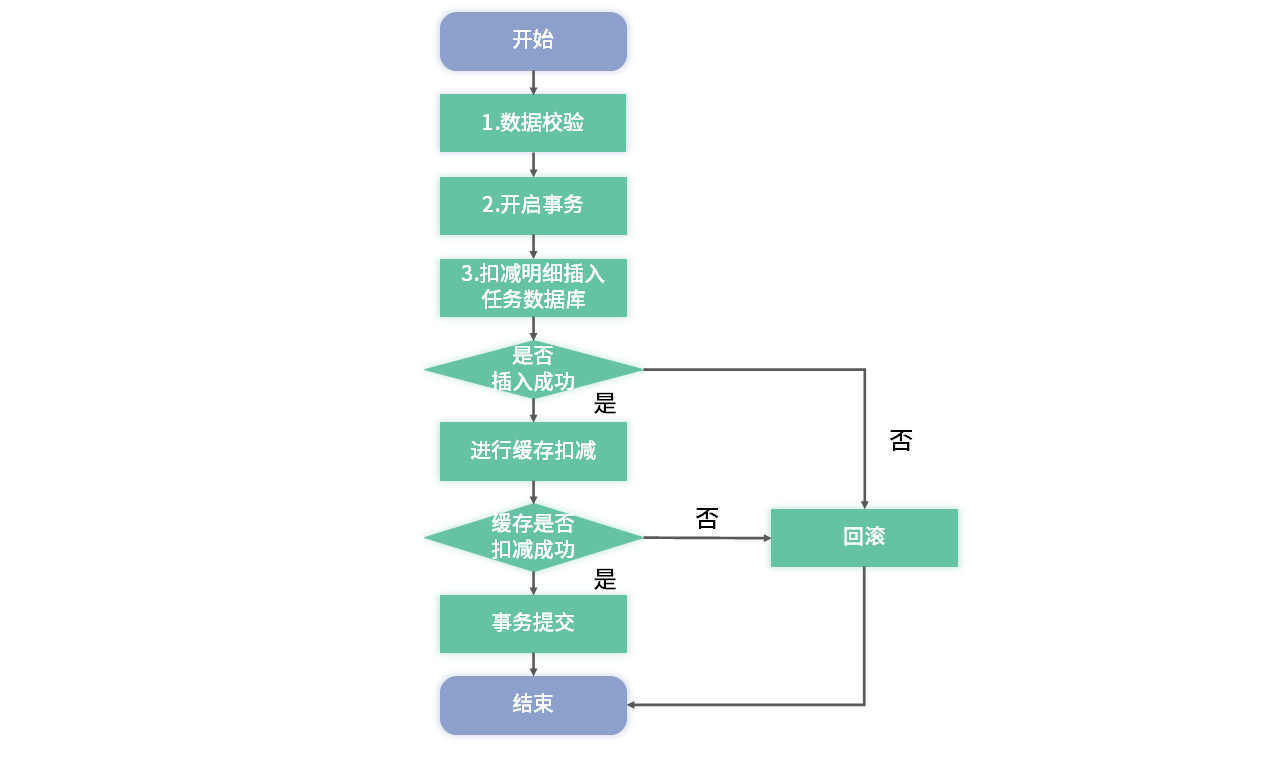 开始
1.数据校验
2.开启事务
3.扣减明细插入
任务数据库
是否
插入成功
是
否
进行缓存扣减
缓存是否
扣减成功
否
回滚
是
事务提交
结束